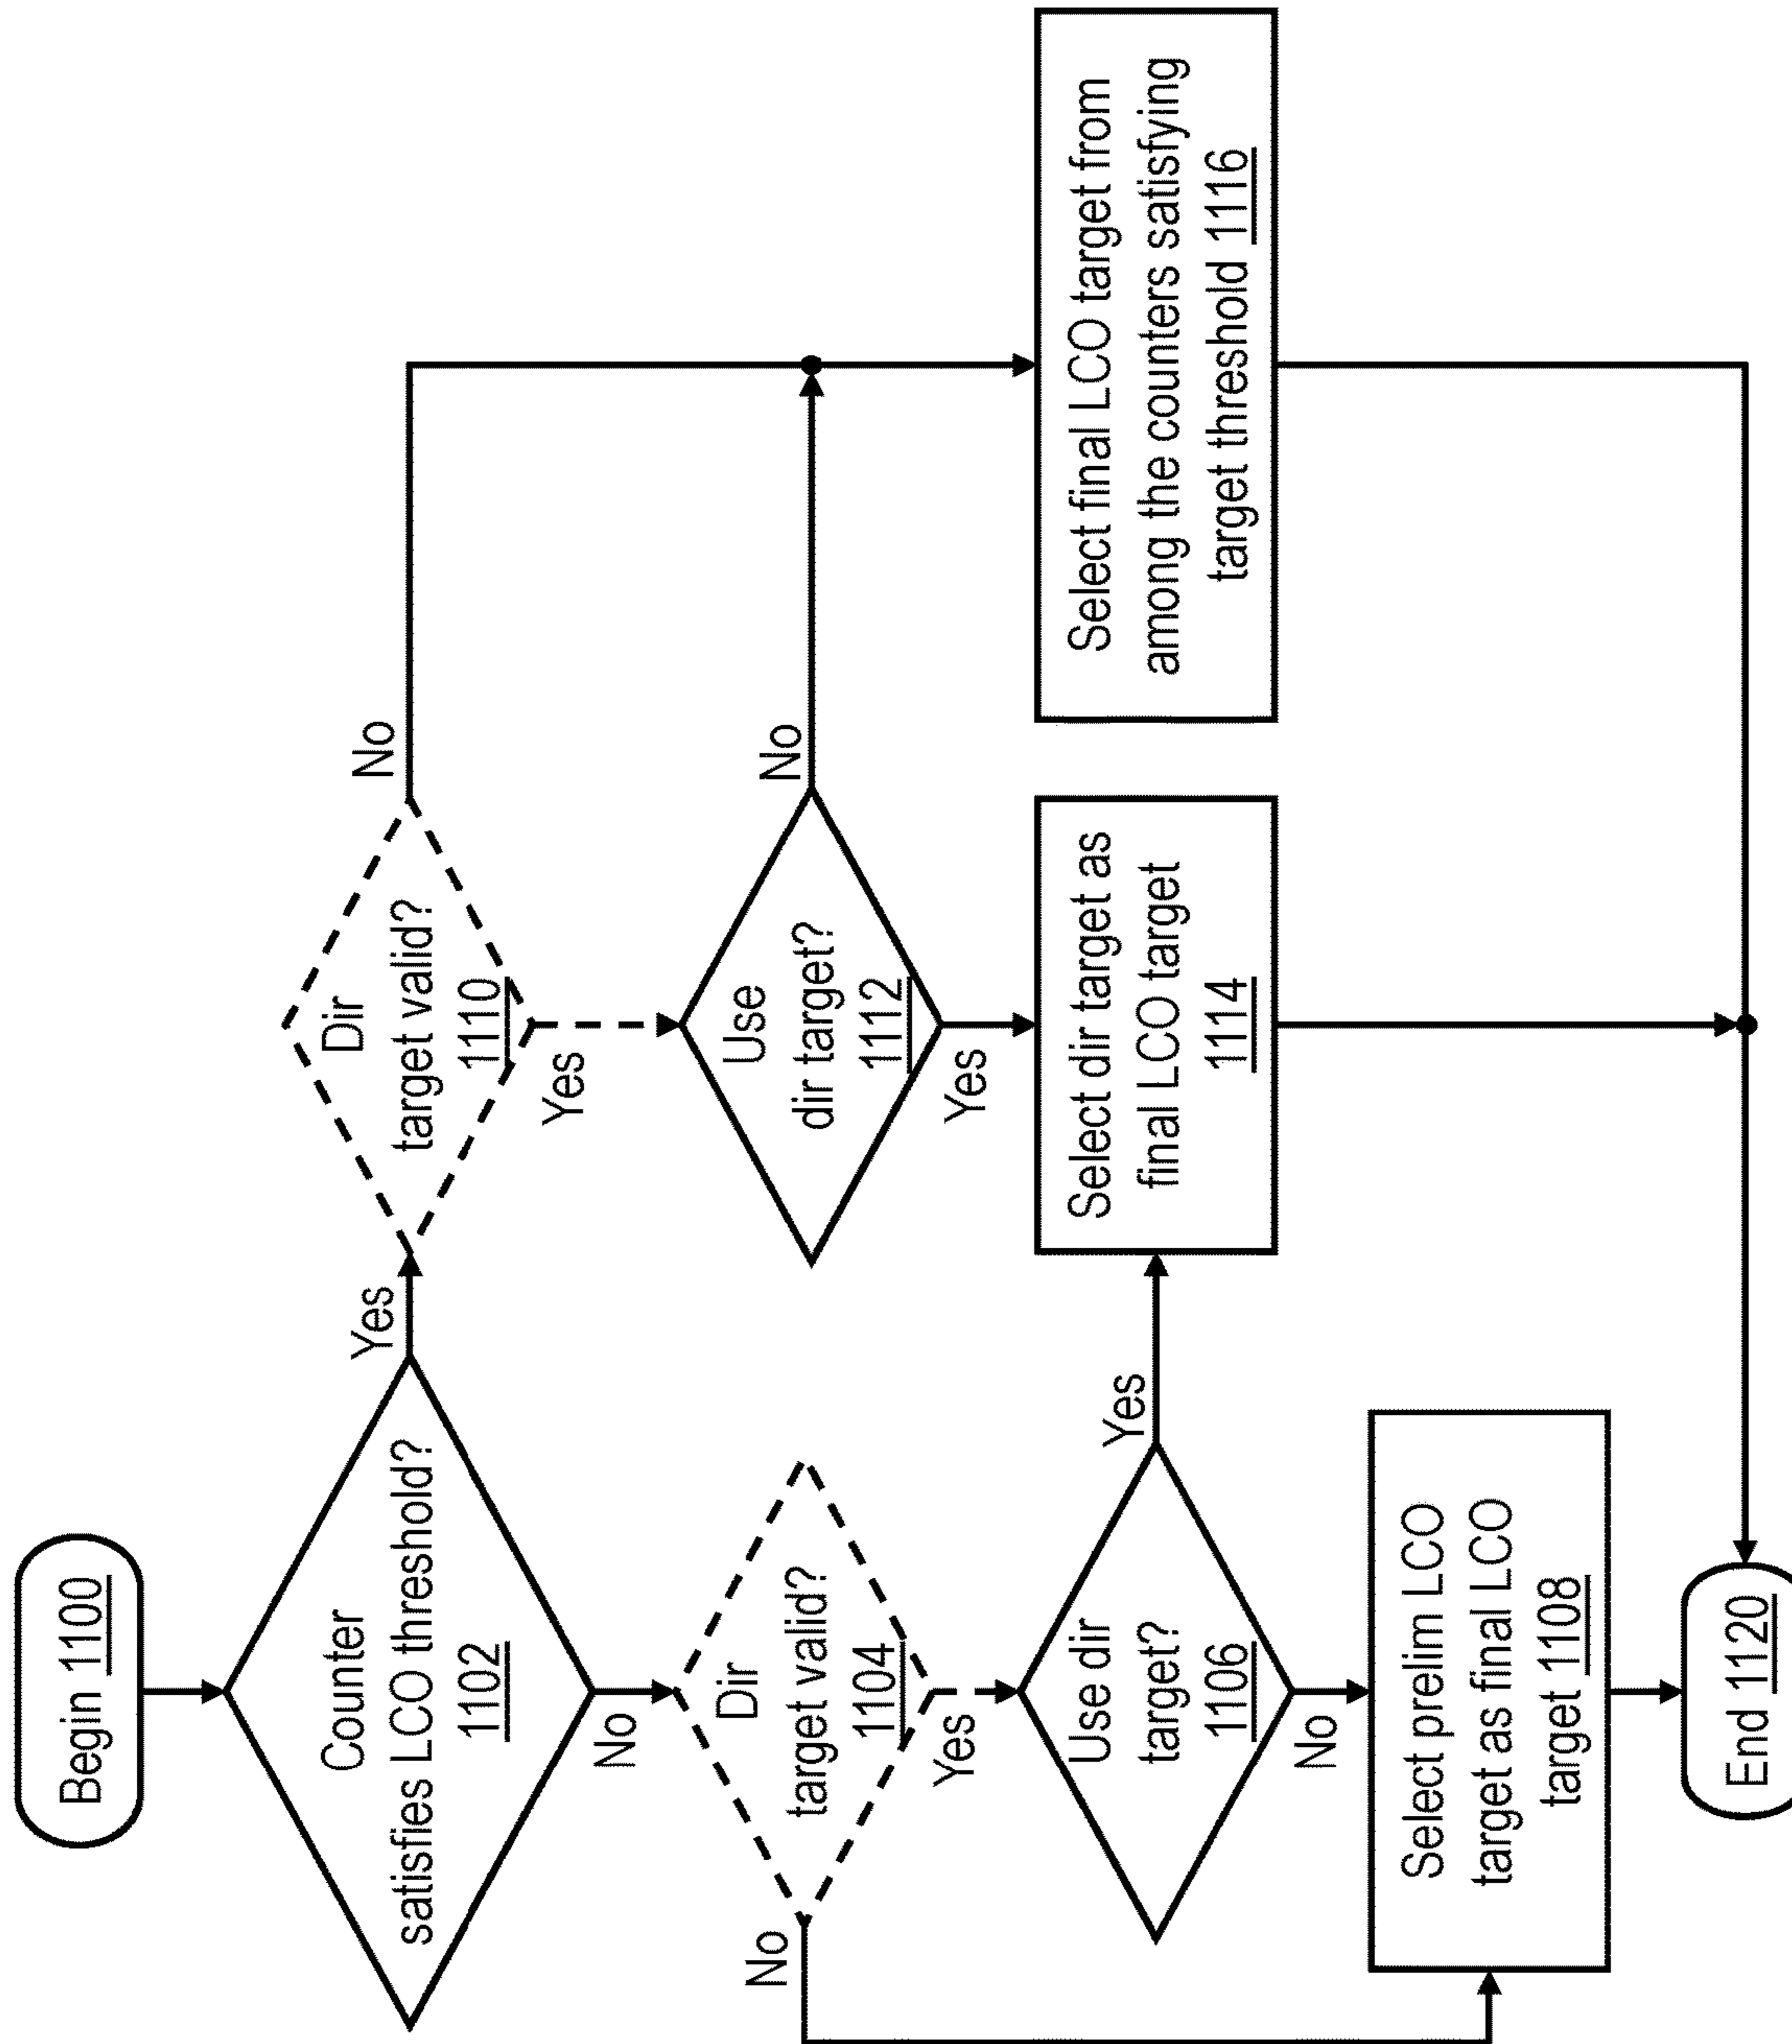 Begin 1100
Counter
satisfies LCO threshold?
1102
Yes
No
Dir
target valid?
1110
No
Yes
Dir
target valid?
1104
No
Yes
Use
dir target?
1112
No
Yes
Use dir
target?
1106
Yes
No
Select dir target as
final LCO target
1114
Select final LCO target from
among the counters satisfying
target threshold 1116
Select prelim LCO
target as final LCO
target 1108
End 1120